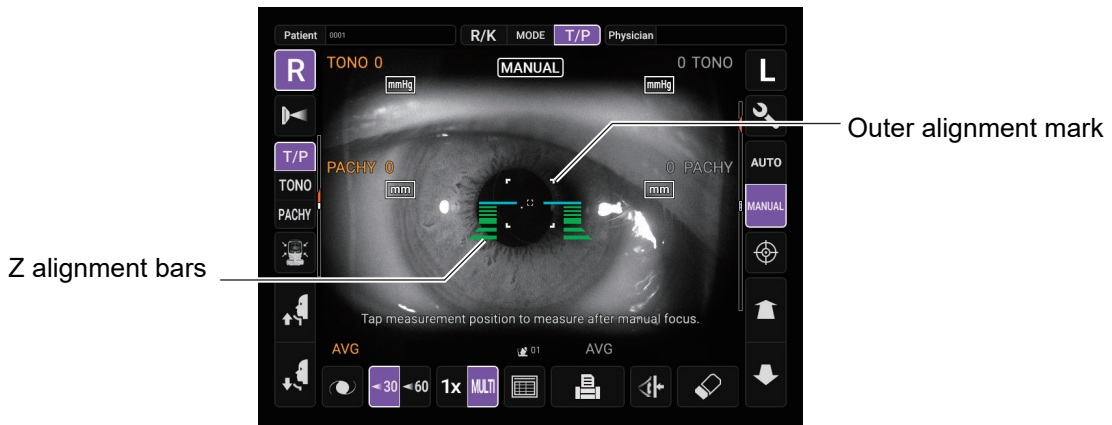 Patient 0001 R/K MODE T/P Physician
R TONO 0 MANUAL 0 TONO L
mmHg mmHg
Outer alignment mark
T/P PACHY 0 0 PACHY AUTO
TONO mm mm
PACHY MANUAL
Z alignment bars
Tap measurement position to measure after manual focus.
AVG 01 AVG
30 60 1x MULTI